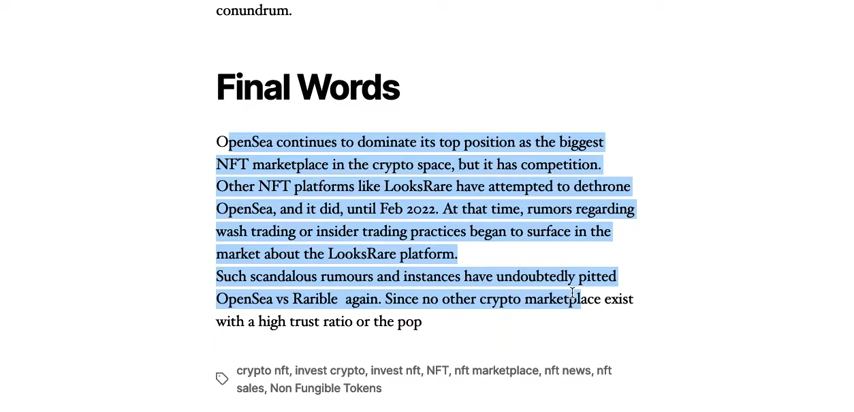 conundrum.
Final Words
OpenSea continues to dominate its top position as the biggest
NFT marketplace in the crypto space, but it has competition.
Other NFT platforms like LooksRare have attempted to dethrone
OpenSea, and it did, until Feb 2022. At that time, rumors regarding
wash trading or insider trading practices began to surface in the
market about the LooksRare platform.
Such scandalous rumours and instances have undoubtedly pitted
OpenSea vs Rarible  again. Since no other crypto marketplace exist
with a high trust ratio or the pop
crypto nft, invest crypto, invest nft, NFT, nft marketplace, nft news, nft
sales, Non Fungible Tokens